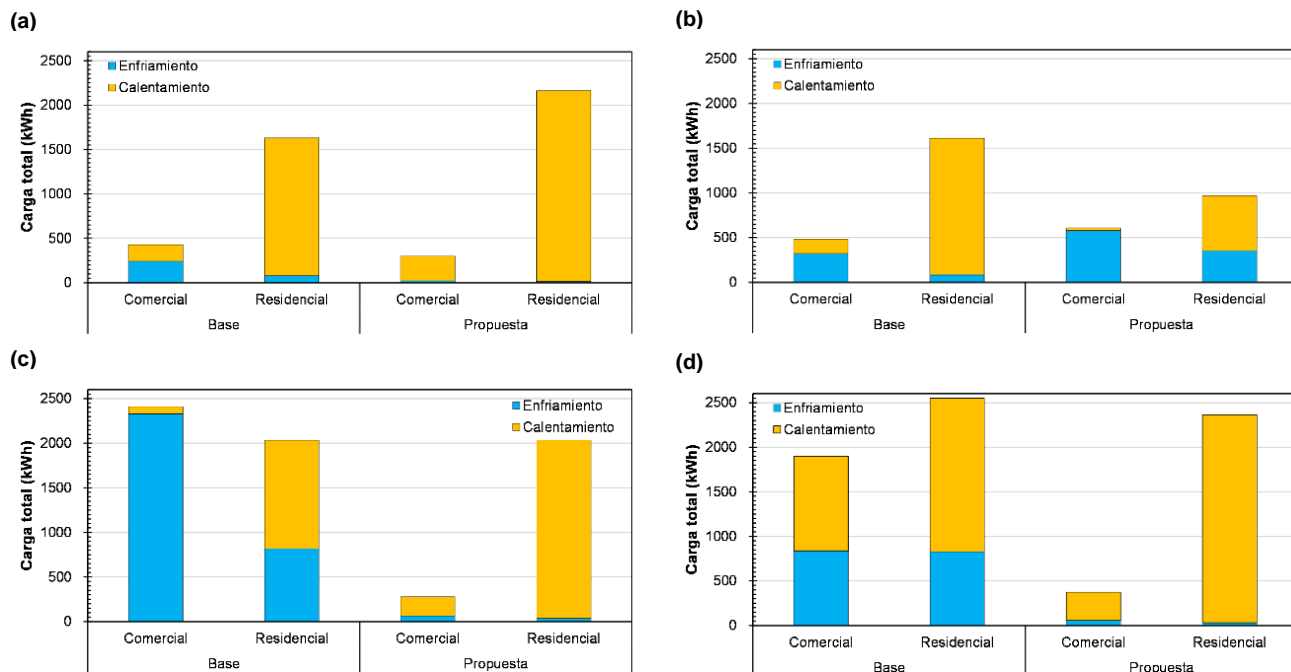 (a)
2500
2000
1500
1000
500
0
Carga total (kWh)
Enfriamiento
Calentamiento
Comercial
Residencial
Comercial
Residencial
Base
Propuesta
(b)
2500
2000
1500
1000
500
0
Carga total (kWh)
Enfriamiento
Calentamiento
Comercial
Residencial
Comercial
Residencial
Base
Propuesta
(c)
2500
2000
1500
1000
500
0
Carga total (kWh)
Enfriamiento
Calentamiento
Comercial
Residencial
Comercial
Residencial
Base
Propuesta
(d)
2500
2000
1500
1000
500
0
Carga total (kWh)
Enfriamiento
Calentamiento
Comercial
Residencial
Comercial
Residencial
Base
Propuesta